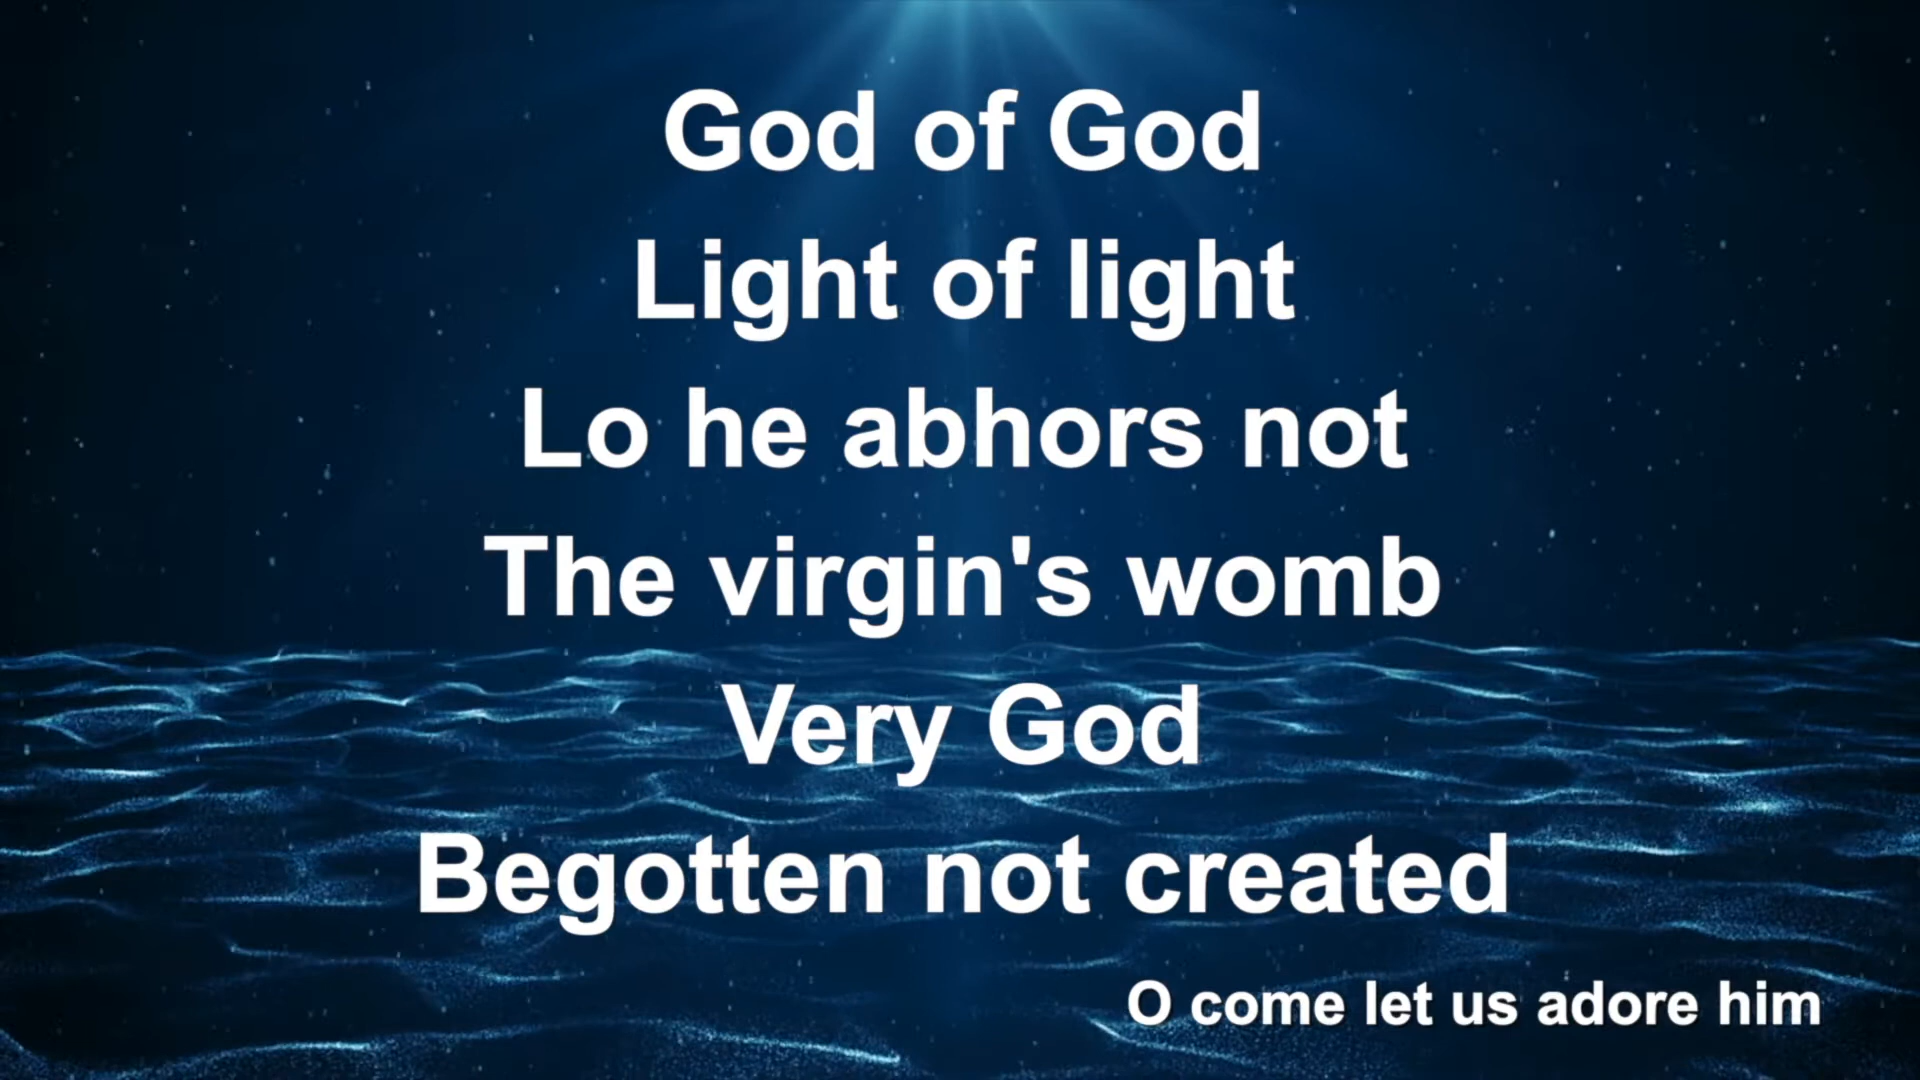 God of God
Light of light
Lo he abhors not
The virgin's womb
Very God
Begotten not created
O come let us adore him